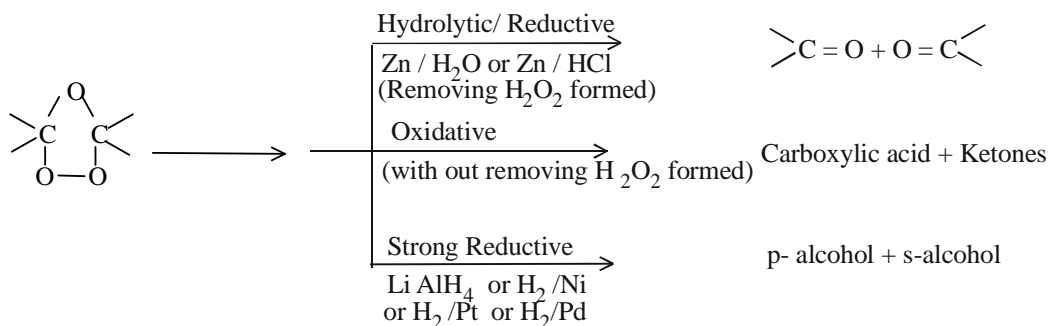 Hydrolytic/ Reductive
Zn / H₂O or Zn / HCl
(Removing H₂O₂ formed)
C = O + O = C
O
C C
O O
Oxidative
(with out removing H₂O₂ formed)
Carboxylic acid + Ketones
Strong Reductive
Li AlH₄ or H₂ /Ni
or H₂ /Pt or H₂/Pd
p- alcohol + s-alcohol